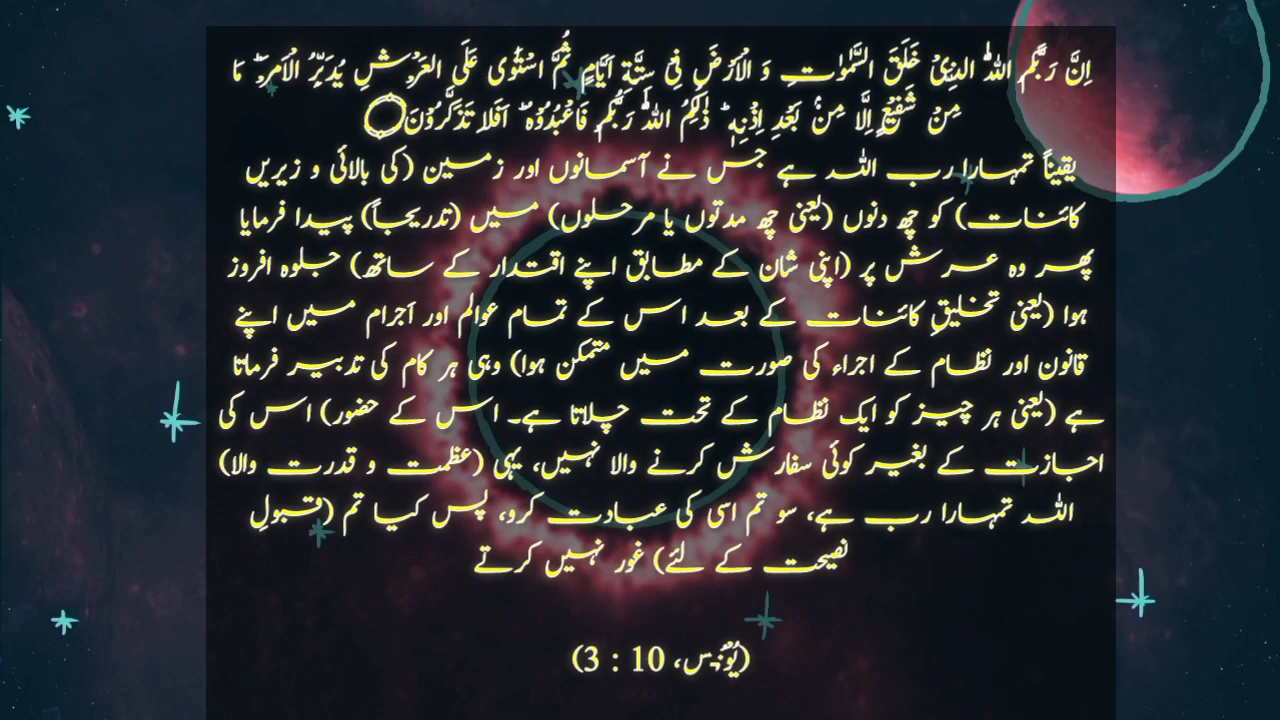 اِنَّ رَبَّكُمُ اللهُ الَّذِيْ خَلَقَ السَّمٰوٰتِ وَ الْاَرْضَ فِيْ سِتَّةِ اَيَّامٍ ثُمَّ اسْتَوٰى عَلَى الْعَرْشِ يُدَبِّرُ الْاَمْرَ ؕ مَا
مِنْ شَفِيْعٍ اِلَّا مِنْۢ بَعْدِ اِذْنِهٖ ؕ ذٰلِكُمُ اللهُ رَبُّكُمْ فَاعْبُدُوْهُ ؕ اَفَلَا تَذَكَّرُوْنَ۝
یقیناً تمہارا رب اللہ ہے جس نے آسمانوں اور زمین (کی بالائی و زیریں
کائنات) کو چھ دنوں (یعنی چھ مدتوں یا مرحلوں) میں (تدریجاً) پیدا فرمایا
پھر وہ عرش پر (اپنی شان کے مطابق اپنے اقتدار کے ساتھ) جلوہ افروز
ہوا (یعنی تخلیقِ کائنات کے بعد اس کے تمام عوالم اور اَجرام میں اپنے
قانون اور نظام کے اجراء کی صورت میں متمکن ہوا) وہی ہر کام کی تدبیر فرماتا
ہے (یعنی ہر چیز کو ایک نظام کے تحت چلاتا ہے۔ اس کے حضور) اس کی
اجازت کے بغیر کوئی سفارش کرنے والا نہیں، یہی (عظمت و قدرت والا)
اللہ تمہارا رب ہے، سو تم اسی کی عبادت کرو، پس کیا تم (قبولِ
نصیحت کے لئے) غور نہیں کرتے
(يُوْنـُس، 10 : 3)